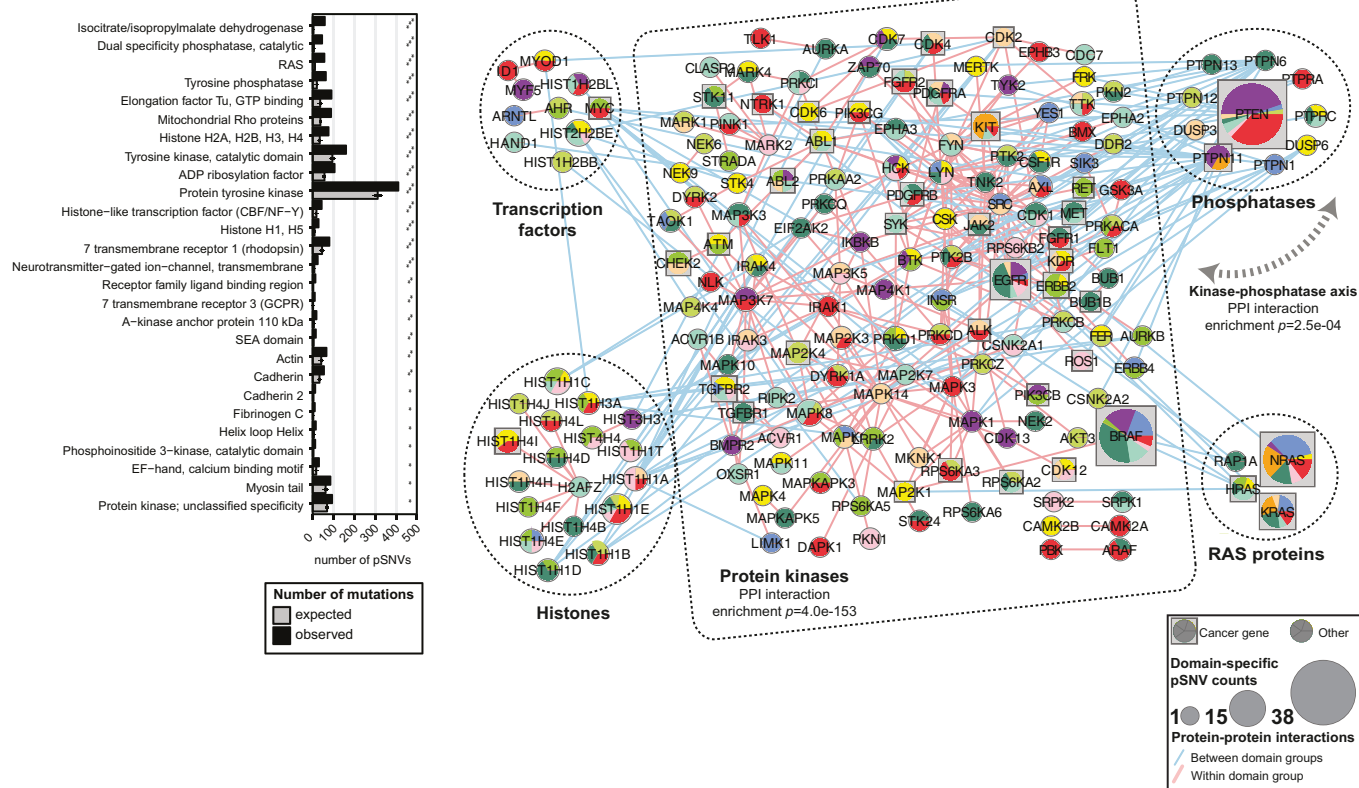 Isocitrate/isopropylmalate dehydrogenase
Dual specificity phosphatase, catalytic
RAS
Tyrosine phosphatase
Elongation factor Tu, GTP binding
Mitochondrial Rho proteins
Histone H2A, H2B, H3, H4
Tyrosine kinase, catalytic domain
ADP ribosylation factor
Protein tyrosine kinase
Histone-like transcription factor (CBF/NF−Y)
Histone H1, H5
7 transmembrane receptor 1 (rhodopsin)
Neurotransmitter-gated ion-channel, transmembrane
Receptor family ligand binding region
7 transmembrane receptor 3 (GCPR)
A-kinase anchor protein 110 kDa
SEA domain
Actin
Cadherin
Cadherin 2
Fibrinogen C
Helix loop Helix
Phosphoinositide 3-kinase, catalytic domain
EF-hand, calcium binding motif
Myosin tail
Protein kinase; unclassified specificity
0 100 200 300 400 500
number of pSNVs
Number of mutations
expected
observed
ID1
MYOD1
MYF5
HIST1H2BL
AHR
MYC
ARNTL
HIST2H2BE
HAND1
HIST1H2BB
Transcription
factors
TLK1
AURKA
CDK7
CDK4
CDK2
EPHB3
CDC7
CLASP2
MARK4
PRKCI
ZAP70
FGFR2
PDGFRA
MERTK
TYK2
FRK
PKN2
STK11
NTRK1
CDK6
PIK3CG
KIT
YES1
TTK
EPHA2
MARK1
PINK1
MARK2
ABL1
EPHA3
FYN
BMX
DDR2
NEK6
STRADA
PTK2
CSF1R
SIK3
NEK9
STK4
ABL2
PRKAA2
HCK
LYN
TNK2
AXL
RET
GSK3A
DYRK2
PRKCQ
PDGFRB
SRC
TAOK1
MAP3K3
EIF2AK2
SYK
CSK
JAK2
CDK1
MET
PRKACA
ATM
IKBKB
RPS6KB2
FGFR1
FLT1
CHEK2
IRAK4
BTK
PTK2B
KDR
NLK
MAP3K5
EGFR
ERBB2
BUB1
MAP4K4
MAP3K7
IRAK1
MAP4K1
INSR
BUB1B
ACVR1B
IRAK3
MAP2K3
PRKD1
PRKCD
ALK
CSNK2A1
PRKCB
FER
AURKB
MAPK10
MAP2K4
PRKCZ
ROS1
ERBB4
DYRK1A
MAP2K7
MAPK3
TGFBR2
RIPK2
MAPK14
PIK3CB
CSNK2A2
TGFBR1
MAPK8
MAPK1
NEK2
BRAF
BMPR2
ACVR1
LRRK2
CDK13
AKT3
OXSR1
MAPK11
MKNK1
RPS6KA3
RPS6KA2
CDK12
MAPK4
MAPKAPK3
MAP2K1
SRPK2
SRPK1
MAPKAPK5
RPS6KA5
STK24
RPS6KA6
CAMK2B
CAMK2A
LIMK1
DAPK1
PKN1
PBK
ARAF
Protein kinases
PPI interaction
enrichment p=4.0e-153
HIST1H1C
HIST1H4J
HIST1H3A
HIST1H4L
HIST3H3
HIST1H4I
HIST4H4
HIST1H1T
HIST1H4D
HIST1H4H
H2AFZ
HIST1H1A
HIST1H4F
HIST1H1E
HIST1H4B
HIST1H4E
HIST1H1B
HIST1H1D
Histones
PTPN13
PTPN6
PTPRA
PTPN12
PTEN
PTPRC
DUSP3
DUSP6
PTPN11
PTPN1
Phosphatases
Kinase-phosphatase axis
PPI interaction
enrichment p=2.5e-04
RAP1A
NRAS
HRAS
KRAS
RAS proteins
Cancer gene
Other
Domain-specific
pSNV counts
1 15 38
Protein-protein interactions
Between domain groups
Within domain group